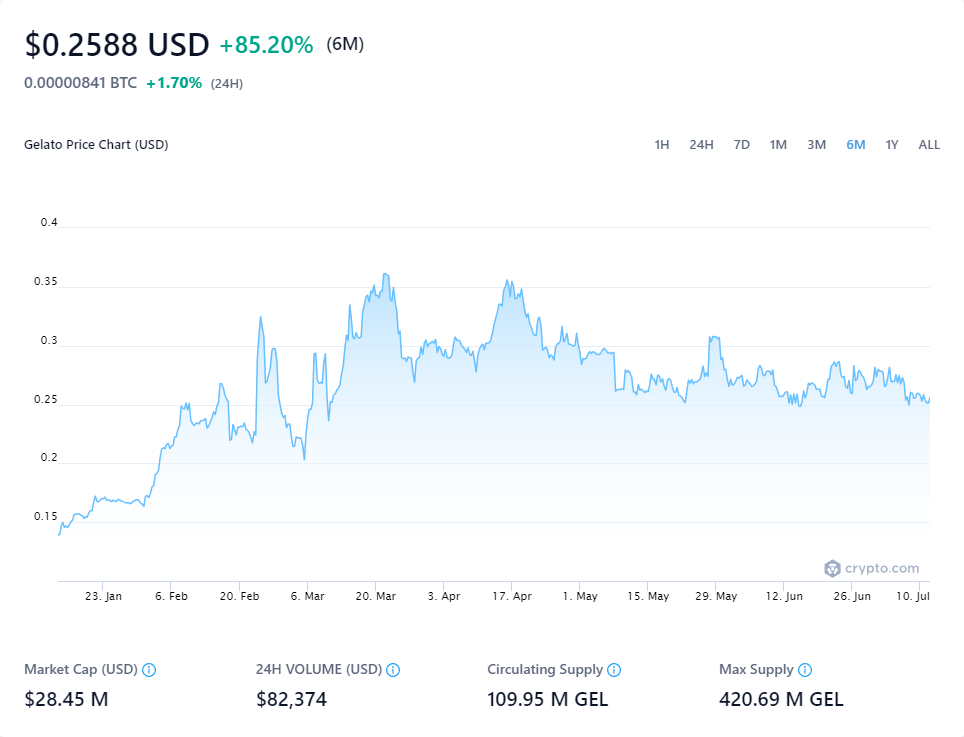 $0.2588 USD +85.20% (6M)
0.00000841 BTC +1.70% (24H)
Gelato Price Chart (USD) 1H 24H 7D 1M 3M 6M 1Y ALL
0.4
0.35
0.3
0.25
0.2
0.15
crypto.com
23. Jan 6. Feb 20. Feb 6. Mar 20. Mar 3. Apr 17. Apr 1. May 15. May 29. May 12. Jun 26. Jun 10. Jul
Market Cap (USD) 24H VOLUME (USD) Circulating Supply Max Supply
$28.45 M $82,374 109.95 M GEL 420.69 M GEL